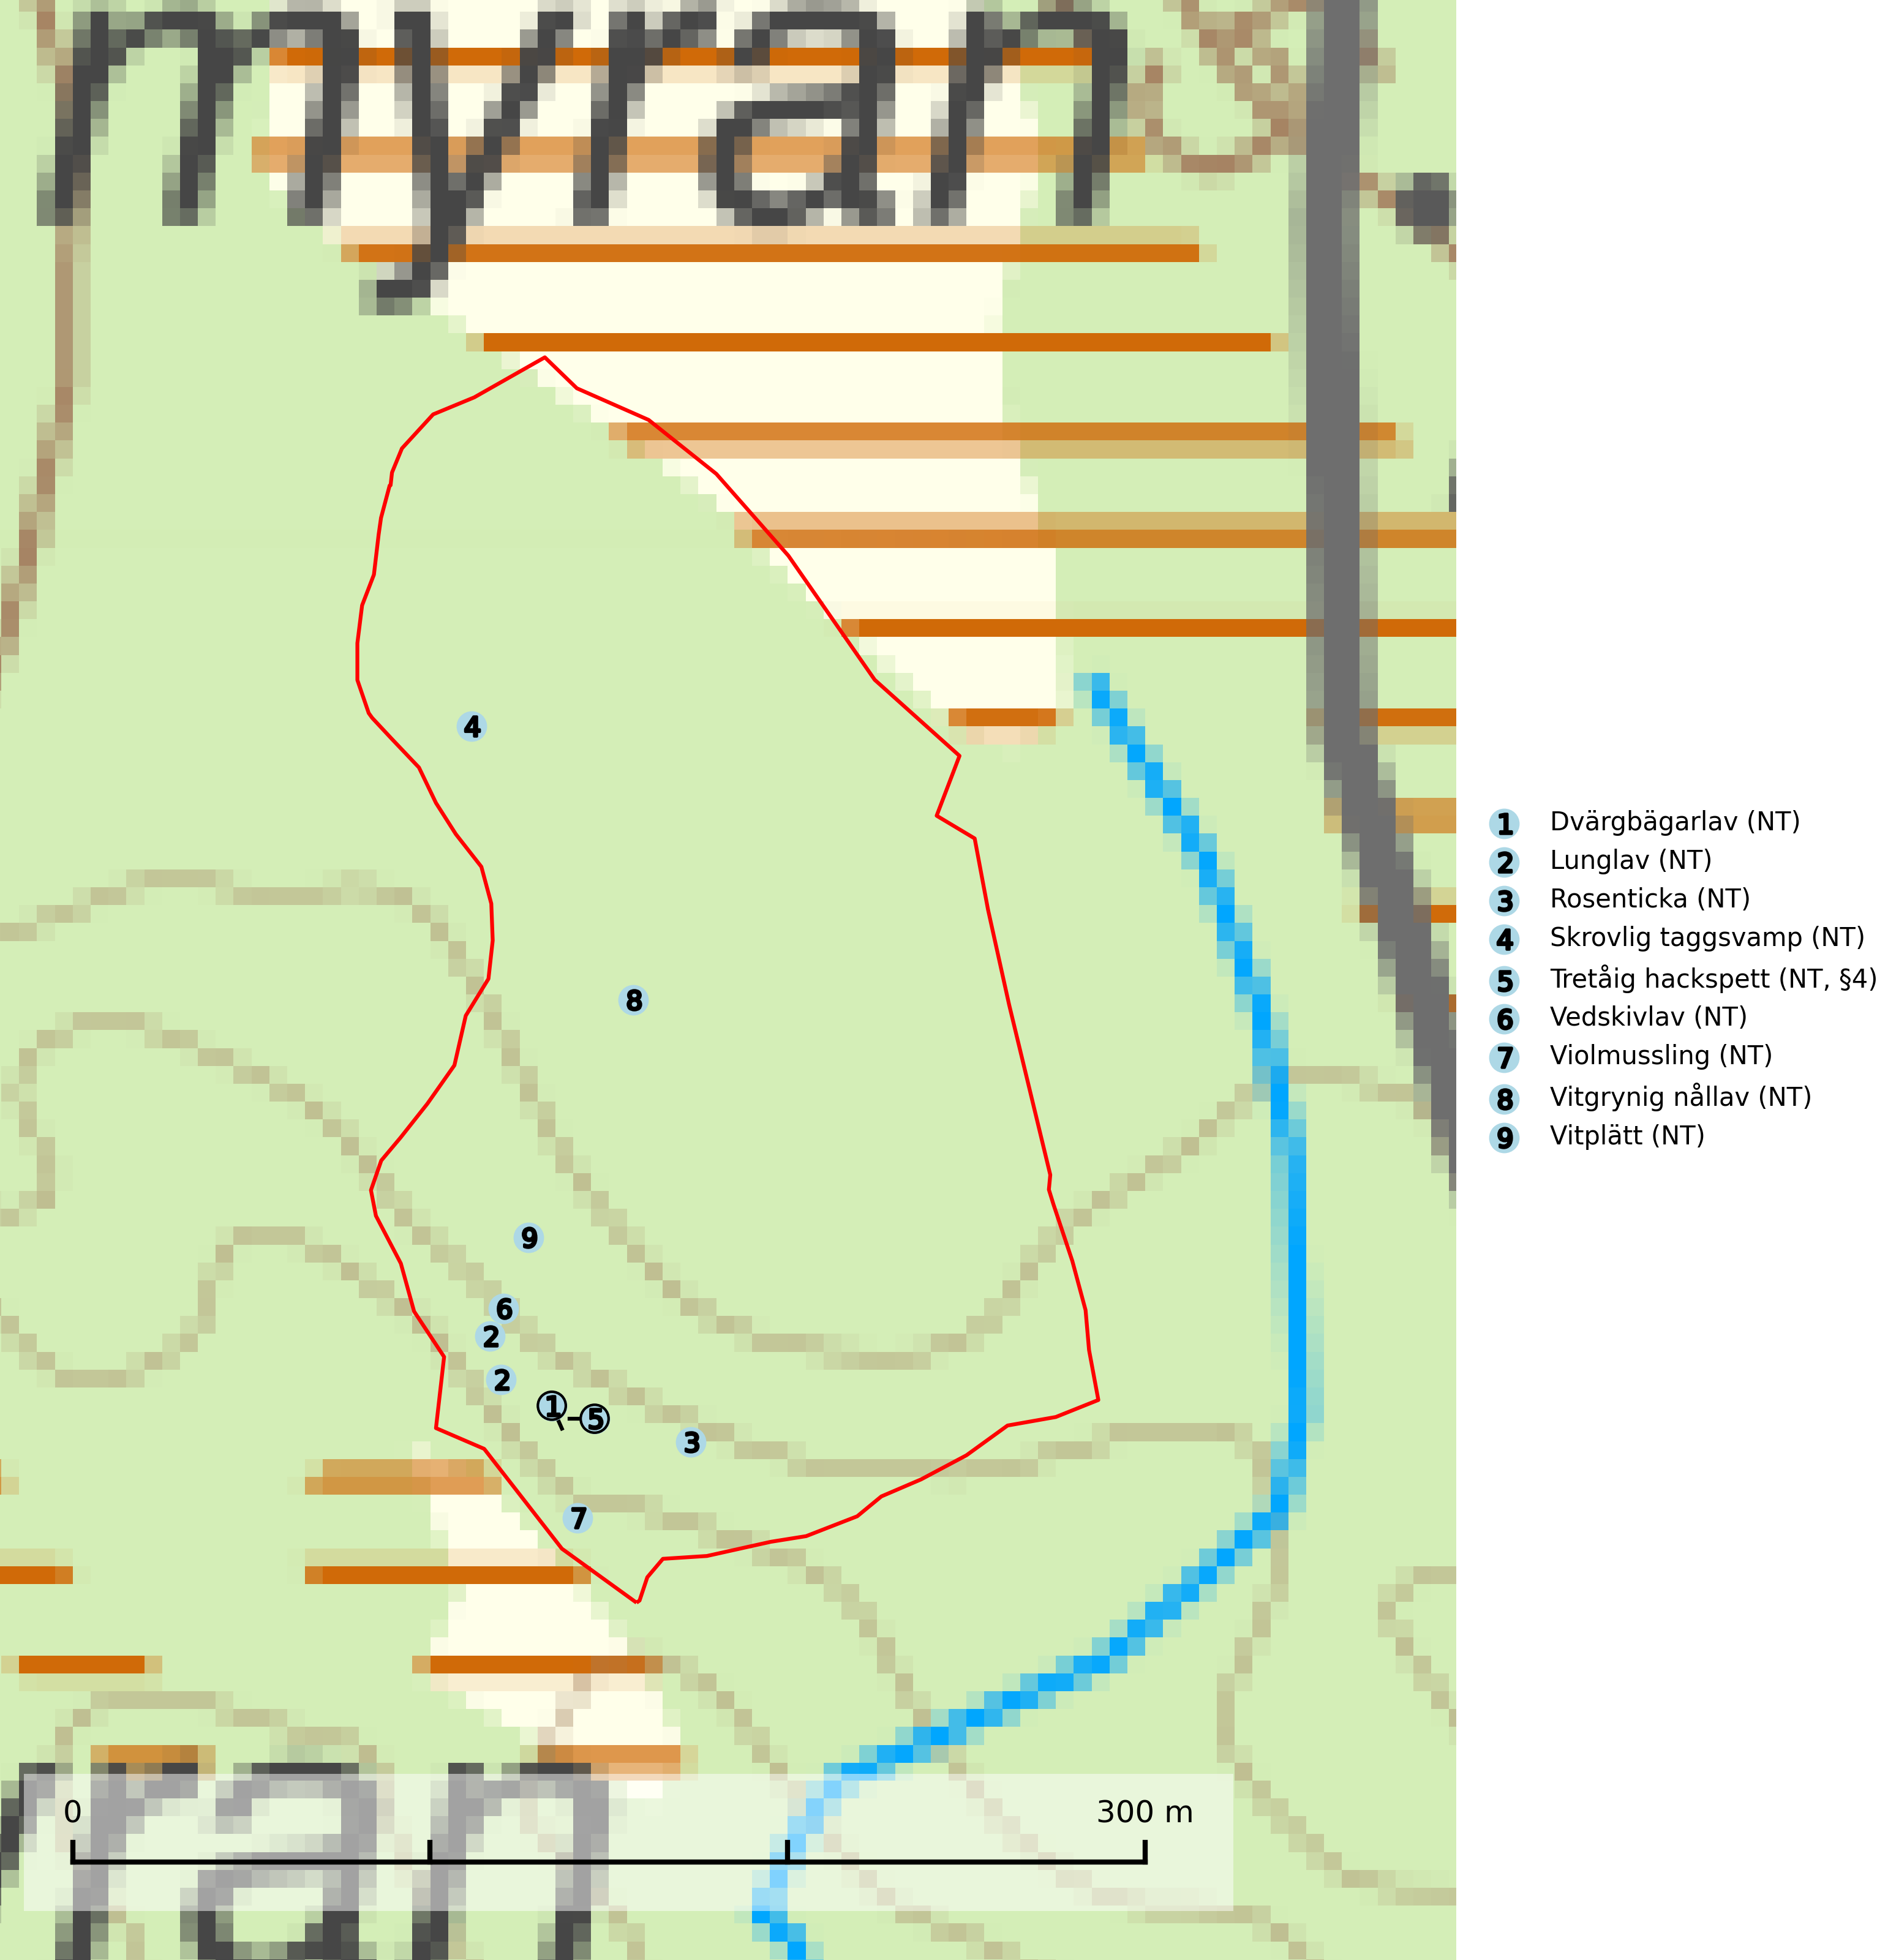 myran
4
8
9
6
2
2
1
5
3
7
1 Dvärgbägarlav (NT)
2 Lunglav (NT)
3 Rosenticka (NT)
4 Skrovlig taggsvamp (NT)
5 Tretåig hackspett (NT, §4)
6 Vedskivlav (NT)
7 Violmussling (NT)
8 Vitgrynig nållav (NT)
9 Vitplätt (NT)
ran
0 300 m